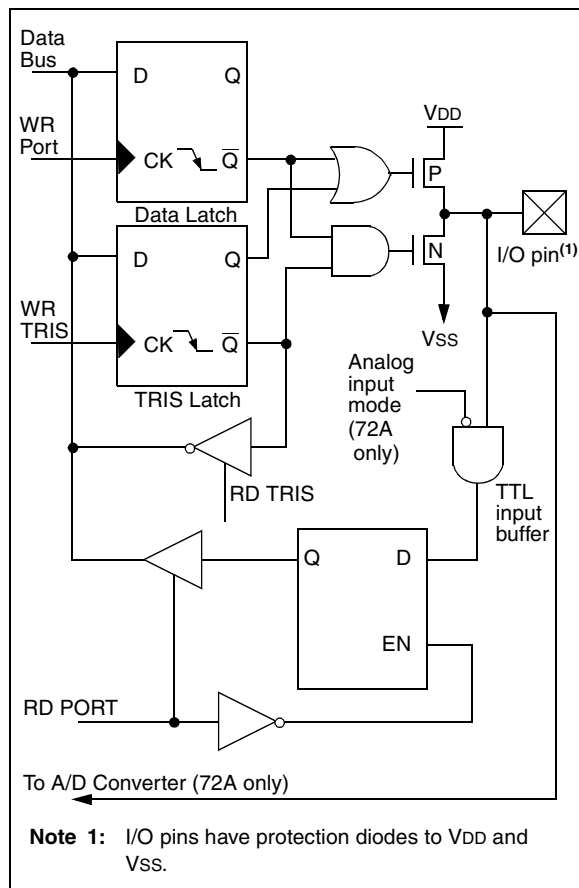 Data
Bus
D
Q
VDD
WR
Port
CK
Q̅
P
Data Latch
I/O pin(1)
D
Q
N
WR
TRIS
CK
Q̅
VSS
TRIS Latch
Analog
input
mode
(72A
only)
RD TRIS
TTL
input
buffer
Q
D
EN
RD PORT
To A/D Converter (72A only)
Note 1: I/O pins have protection diodes to VDD and
VSS.